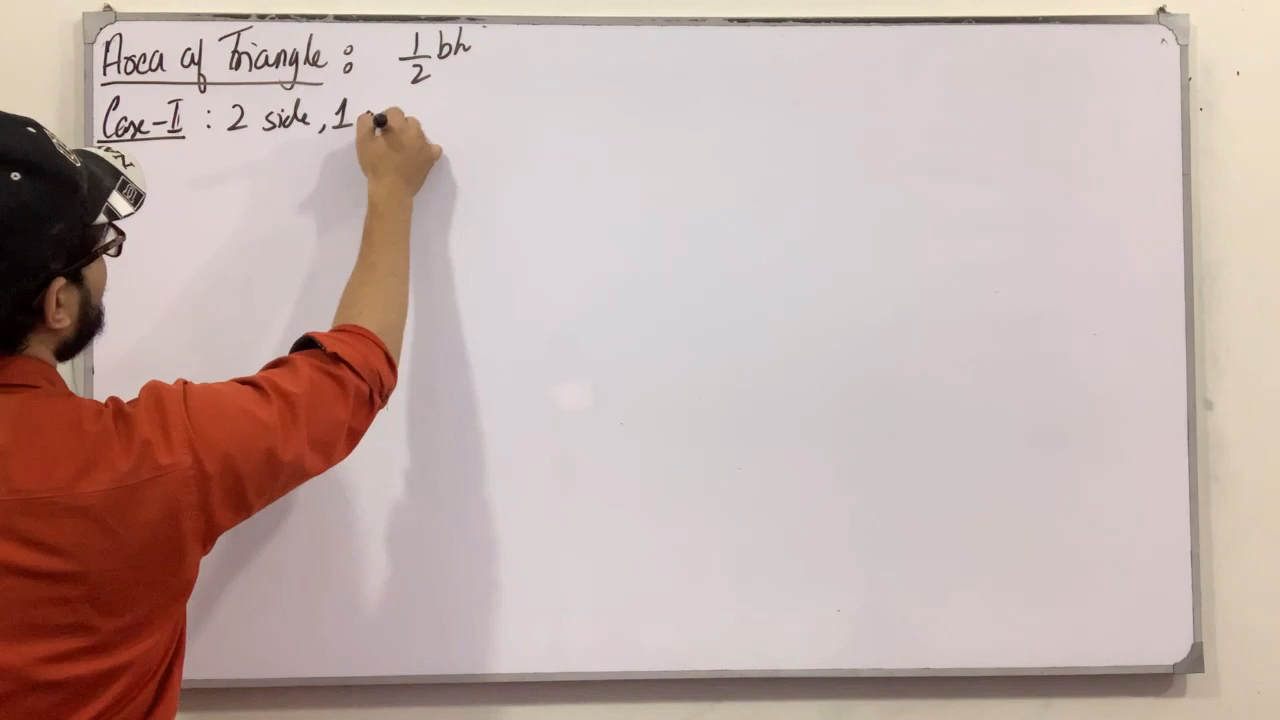 Area of Triangle : 1/2 bh
Case-I : 2 side, 1